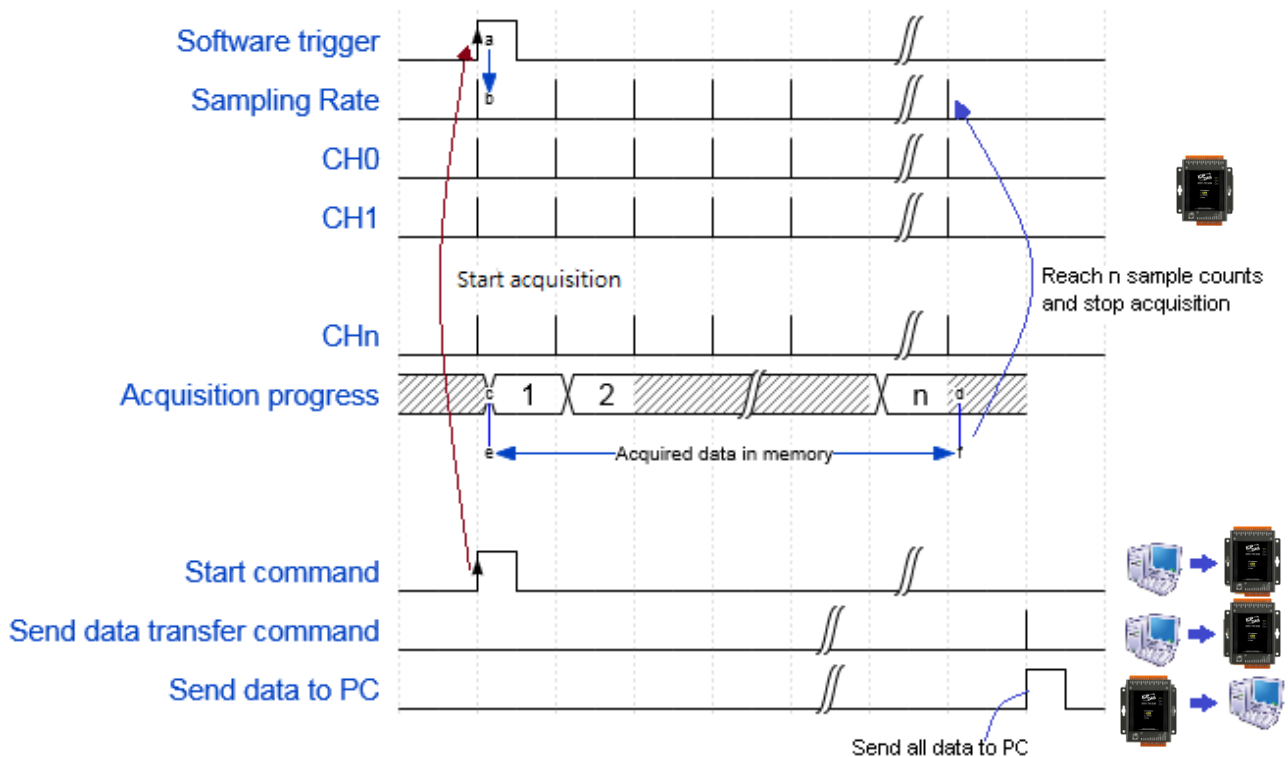 Software trigger
a
Sampling Rate
b
CH0
CH1
Start acquisition
Reach n sample counts
and stop acquisition
CHn
Acquisition progress
c 1 2 n d
e Acquired data in memory f
Start command
Send data transfer command
Send data to PC
Send all data to PC